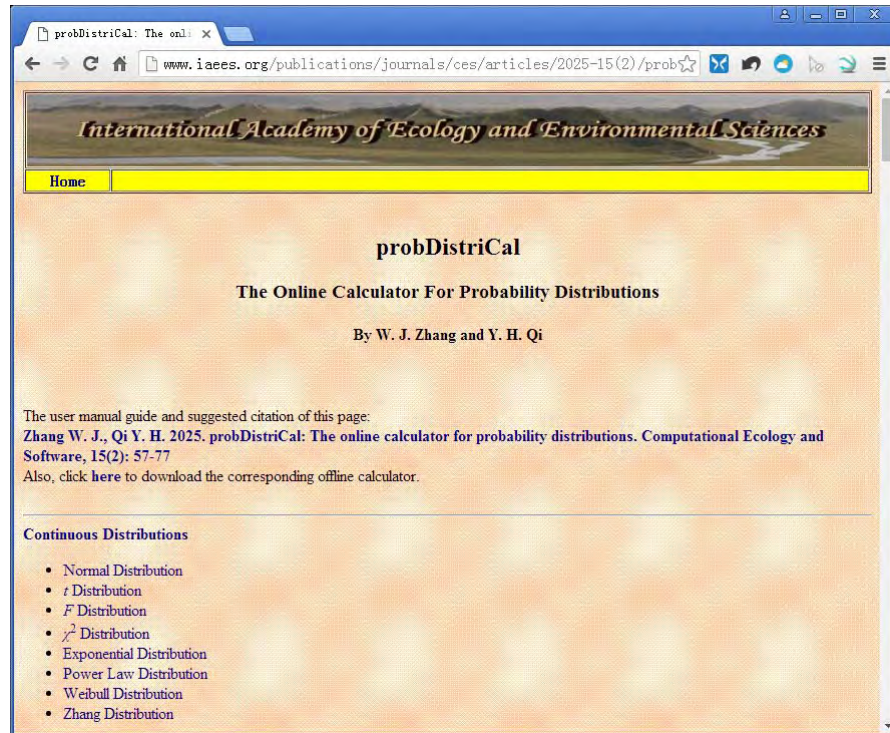 probDistriCal: The onli
www.iaees.org/publications/journals/ces/articles/2025-15(2)/prob
International Academy of Ecology and Environmental Sciences
Home
probDistriCal
The Online Calculator For Probability Distributions
By W. J. Zhang and Y. H. Qi
The user manual guide and suggested citation of this page:
Zhang W. J., Qi Y. H. 2025. probDistriCal: The online calculator for probability distributions. Computational Ecology and
Software, 15(2): 57-77
Also, click here to download the corresponding offline calculator.
Continuous Distributions
• Normal Distribution
• t Distribution
• F Distribution
• χ² Distribution
• Exponential Distribution
• Power Law Distribution
• Weibull Distribution
• Zhang Distribution